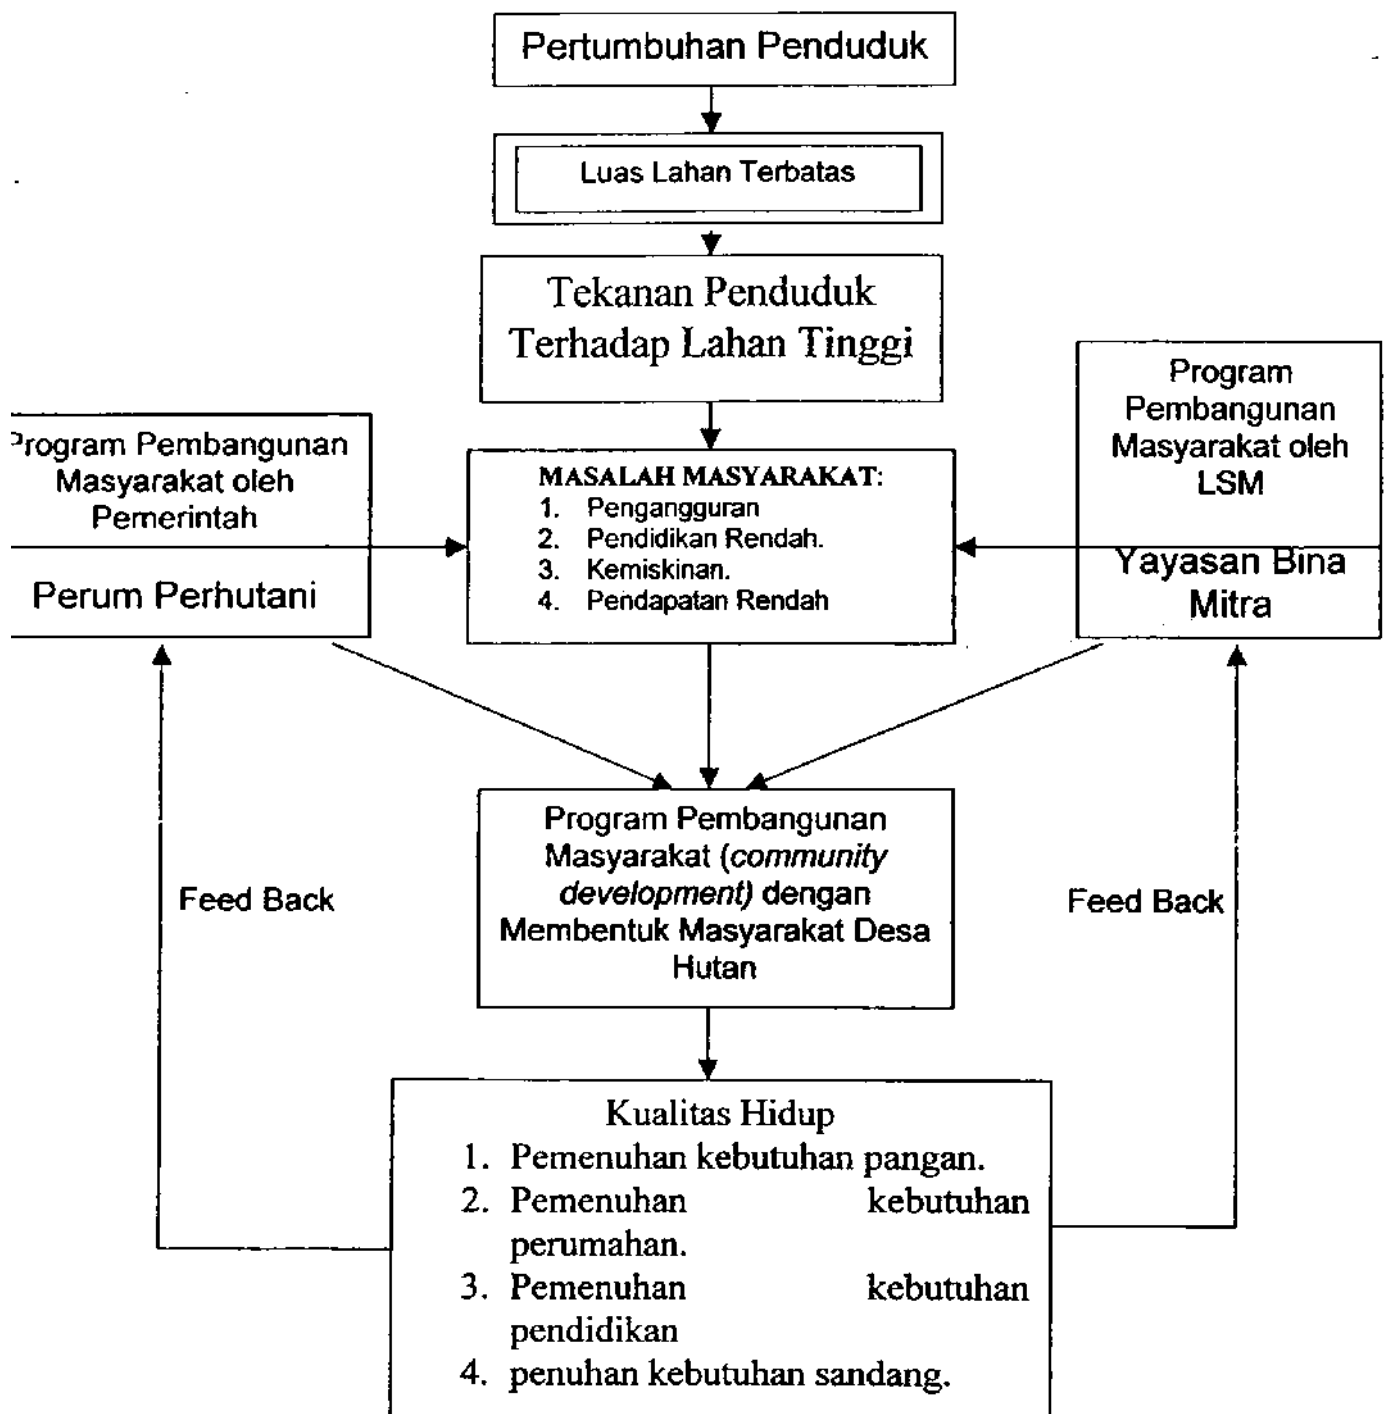 Pertumbuhan Penduduk
Luas Lahan Terbatas
Tekanan Penduduk
Terhadap Lahan Tinggi
Program Pembangunan
Masyarakat oleh
Pemerintah
Perum Perhutani
MASALAH MASYARAKAT:
1. Pengangguran
2. Pendidikan Rendah.
3. Kemiskinan.
4. Pendapatan Rendah
Program
Pembangunan
Masyarakat oleh
LSM
Yayasan Bina
Mitra
Program Pembangunan
Masyarakat (community
development) dengan
Membentuk Masyarakat Desa
Hutan
Feed Back
Feed Back
Kualitas Hidup
1. Pemenuhan kebutuhan pangan.
2. Pemenuhan kebutuhan
perumahan.
3. Pemenuhan kebutuhan
pendidikan
4. penuhan kebutuhan sandang.